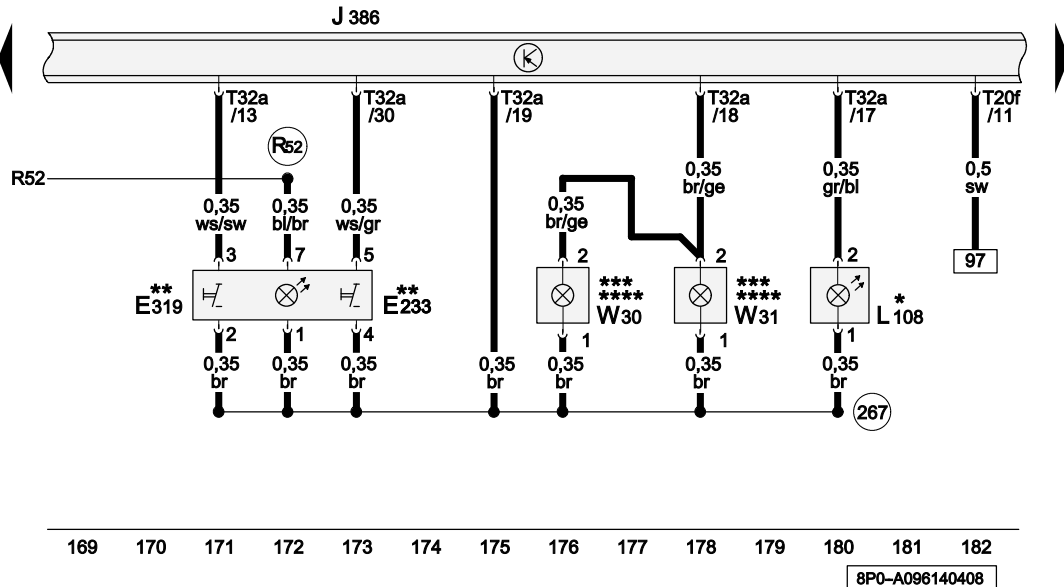 J 386
T32a
/13
T32a
/30
T32a
/19
T32a
/18
T32a
/17
T20f
/11
R52
R52
0,35
ws/sw
0,35
bl/br
0,35
ws/gr
0,35
br/ge
0,35
br/ge
0,35
gr/bl
0,5
sw
3
7
5
2
2
2
97
**
E319
**
E233
***
****
W30
***
****
W31
*
L108
2
1
4
1
1
1
0,35
br
0,35
br
0,35
br
0,35
br
0,35
br
0,35
br
0,35
br
267
169 170 171 172 173 174 175 176 177 178 179 180 181 182
8P0-A096140408